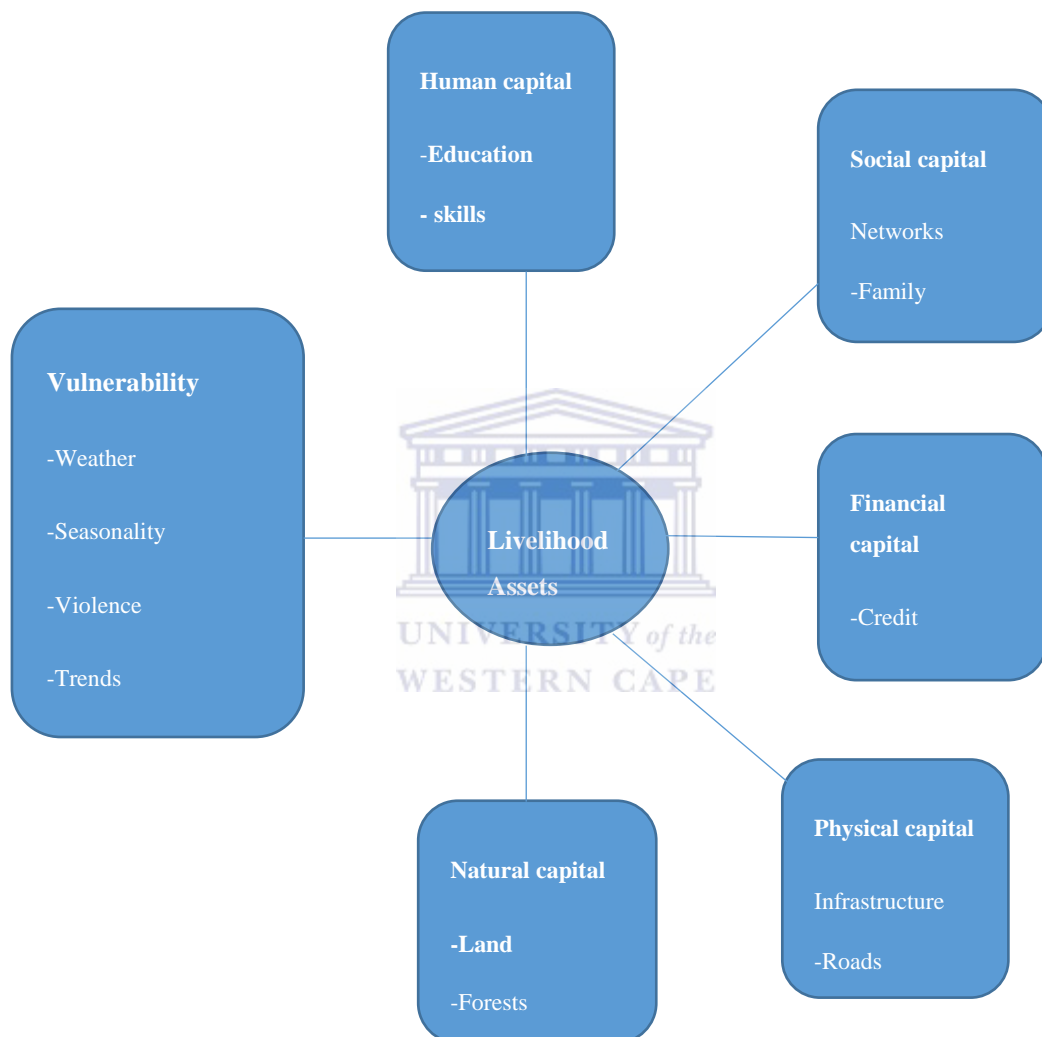 Human capital
-Education
- skills
Social capital
Networks
-Family
Vulnerability
-Weather
-Seasonality
-Violence
-Trends
Livelihood
Assets
Financial
capital
-Credit
UNIVERSITY of the
WESTERN CAPE
Natural capital
-Land
-Forests
Physical capital
Infrastructure
-Roads